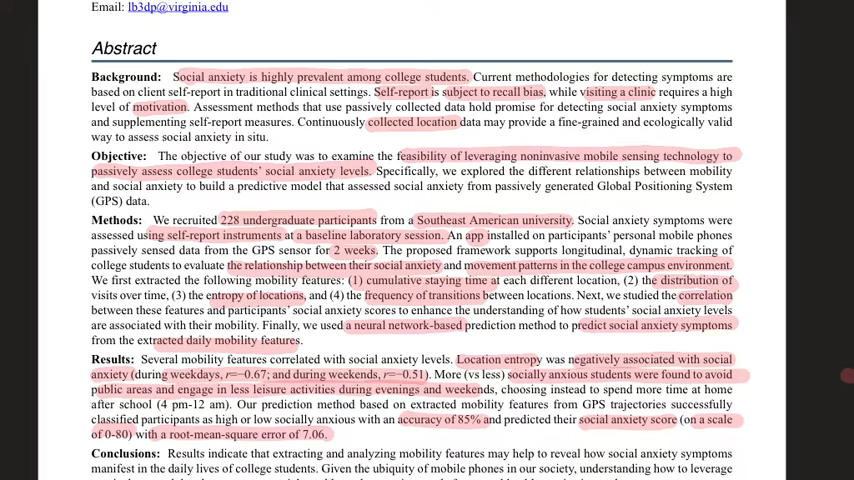 Email: lb3dp@virginia.edu
Abstract
Background: Social anxiety is highly prevalent among college students. Current methodologies for detecting symptoms are
based on client self-report in traditional clinical settings. Self-report is subject to recall bias, while visiting a clinic requires a high
level of motivation. Assessment methods that use passively collected data hold promise for detecting social anxiety symptoms
and supplementing self-report measures. Continuously collected location data may provide a fine-grained and ecologically valid
way to assess social anxiety in situ.
Objective: The objective of our study was to examine the feasibility of leveraging noninvasive mobile sensing technology to
passively assess college students’ social anxiety levels. Specifically, we explored the different relationships between mobility
and social anxiety to build a predictive model that assessed social anxiety from passively generated Global Positioning System
(GPS) data.
Methods: We recruited 228 undergraduate participants from a Southeast American university. Social anxiety symptoms were
assessed using self-report instruments at a baseline laboratory session. An app installed on participants’ personal mobile phones
passively sensed data from the GPS sensor for 2 weeks. The proposed framework supports longitudinal, dynamic tracking of
college students to evaluate the relationship between their social anxiety and movement patterns in the college campus environment.
We first extracted the following mobility features: (1) cumulative staying time at each different location, (2) the distribution of
visits over time, (3) the entropy of locations, and (4) the frequency of transitions between locations. Next, we studied the correlation
between these features and participants’ social anxiety scores to enhance the understanding of how students’ social anxiety levels
are associated with their mobility. Finally, we used a neural network-based prediction method to predict social anxiety symptoms
from the extracted daily mobility features.
Results: Several mobility features correlated with social anxiety levels. Location entropy was negatively associated with social
anxiety (during weekdays, r=−0.67; and during weekends, r=−0.51). More (vs less) socially anxious students were found to avoid
public areas and engage in less leisure activities during evenings and weekends, choosing instead to spend more time at home
after school (4 pm-12 am). Our prediction method based on extracted mobility features from GPS trajectories successfully
classified participants as high or low socially anxious with an accuracy of 85% and predicted their social anxiety score (on a scale
of 0-80) with a root-mean-square error of 7.06.
Conclusions: Results indicate that extracting and analyzing mobility features may help to reveal how social anxiety symptoms
manifest in the daily lives of college students. Given the ubiquity of mobile phones in our society, understanding how to leverage